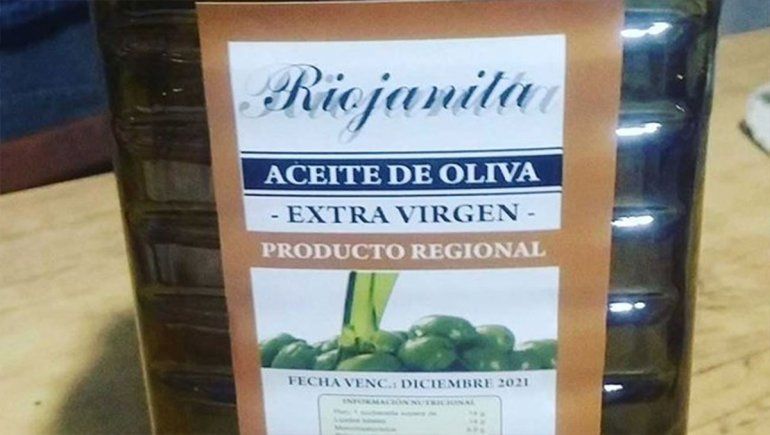 Riojanita
ACEITE DE OLIVA
- EXTRA VIRGEN -
PRODUCTO REGIONAL
FECHA VENC.: DICIEMBRE 2021
INFORMACIÓN NUTRICIONAL